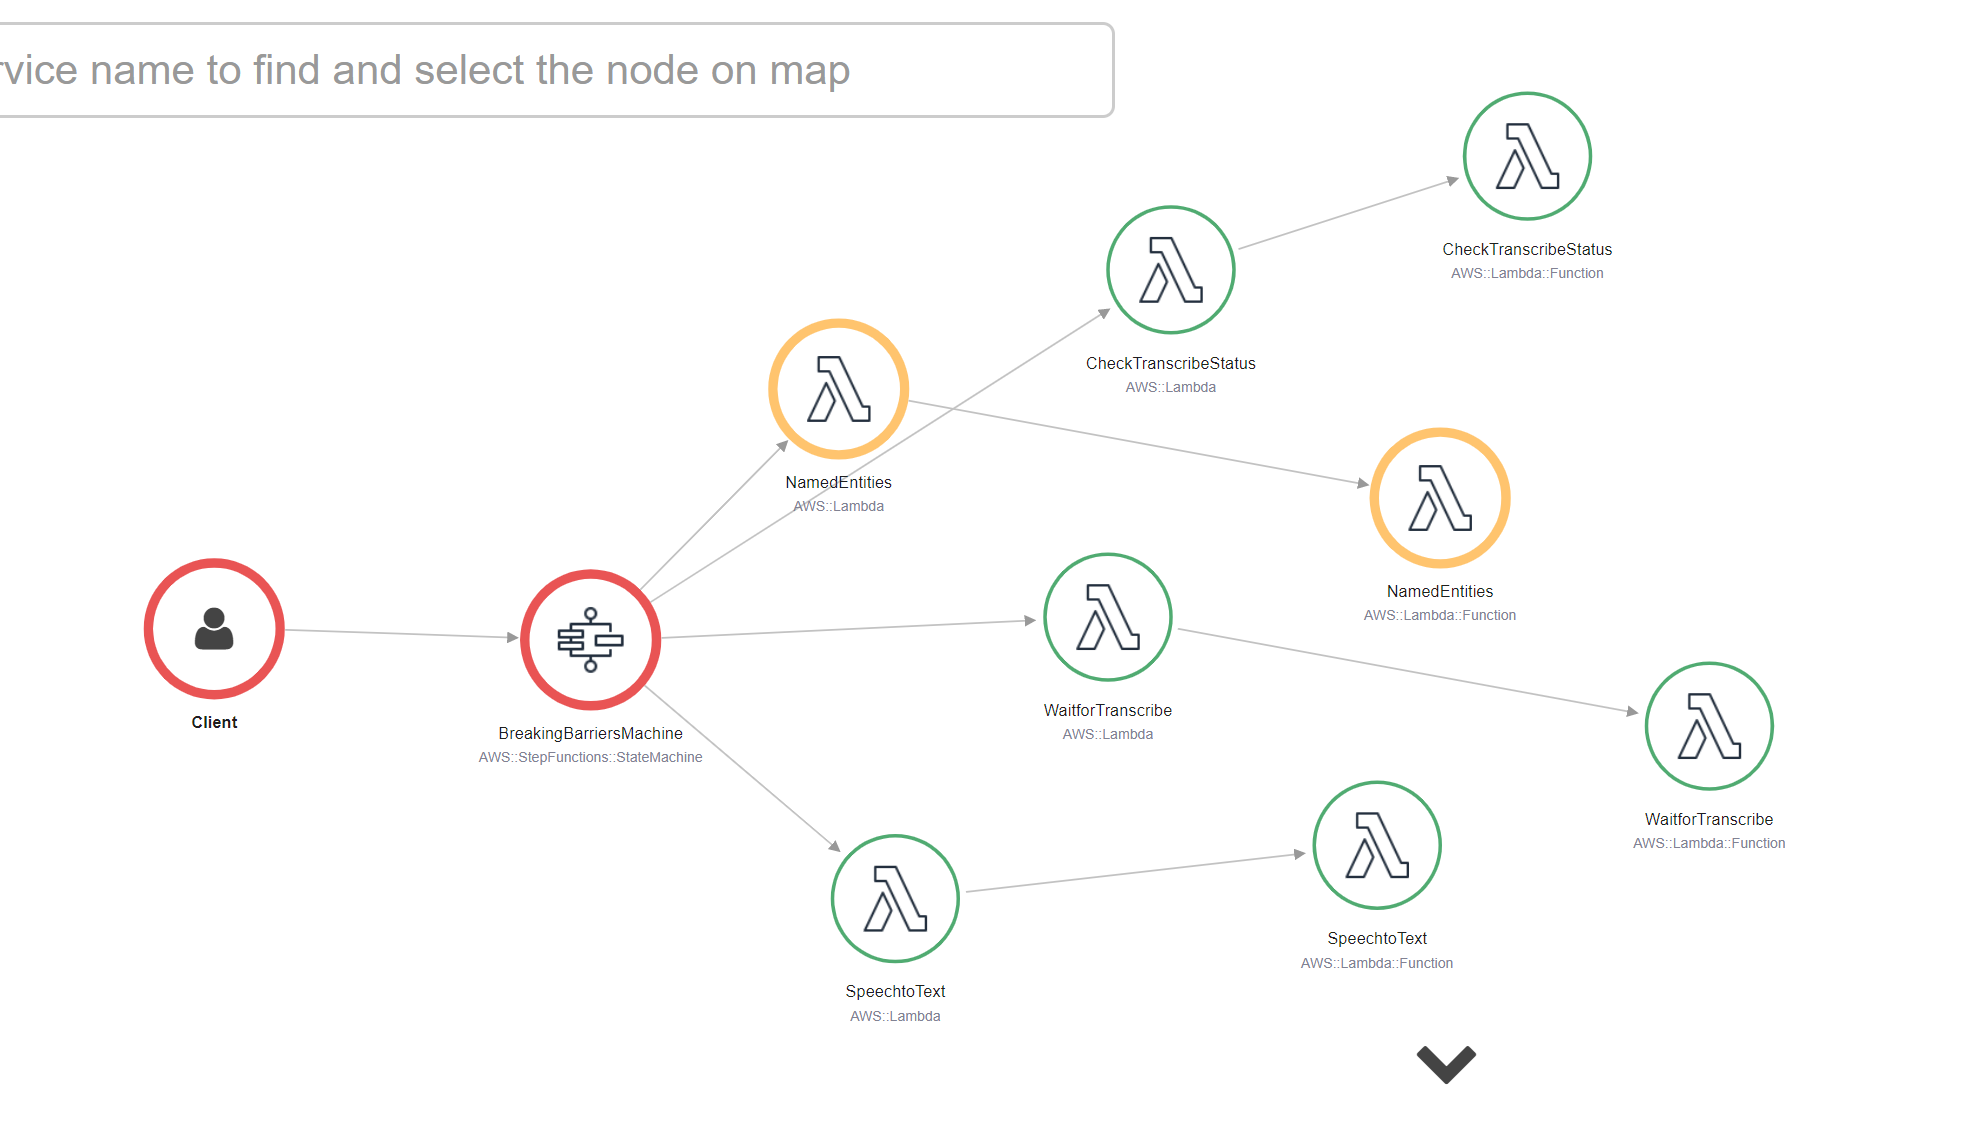 rvice name to find and select the node on map
CheckTranscribeStatus
AWS::Lambda::Function
CheckTranscribeStatus
AWS::Lambda
NamedEntities
AWS::Lambda
NamedEntities
AWS::Lambda::Function
Client
BreakingBarriersMachine
AWS::StepFunctions::StateMachine
WaitforTranscribe
AWS::Lambda
WaitforTranscribe
AWS::Lambda::Function
SpeechtoText
AWS::Lambda::Function
SpeechtoText
AWS::Lambda